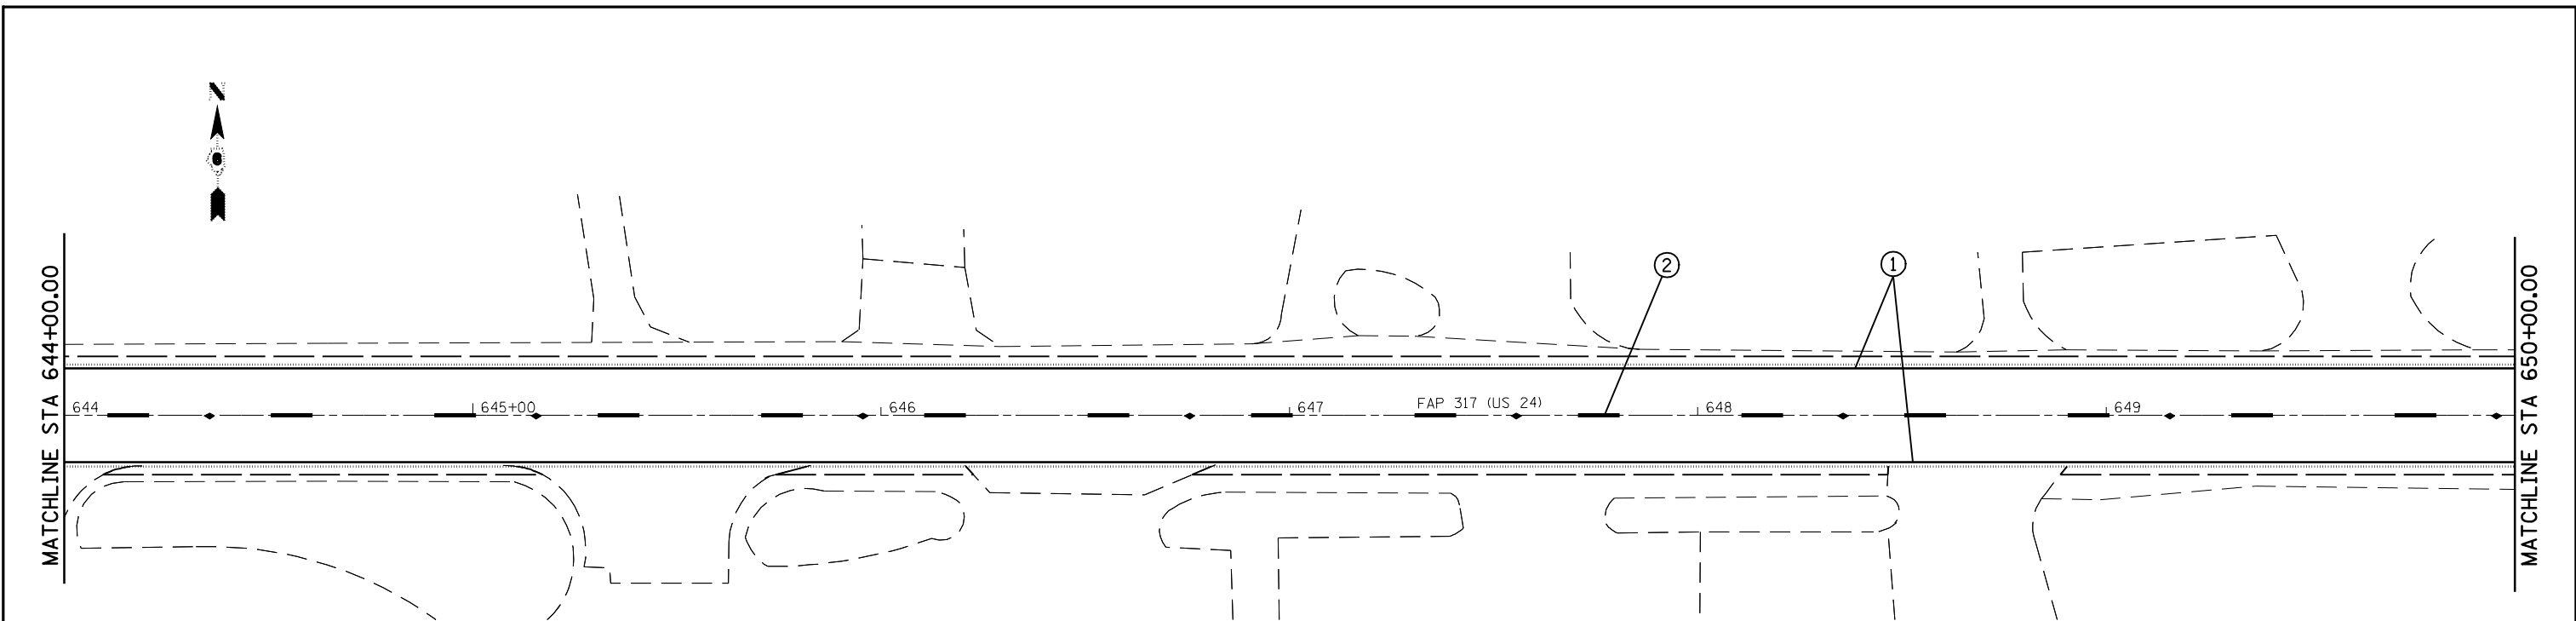 N
MATCHLINE STA 644+00.00
2
1
644
645+00
646
647
FAP 317 (US 24)
648
649
MATCHLINE STA 650+00.00